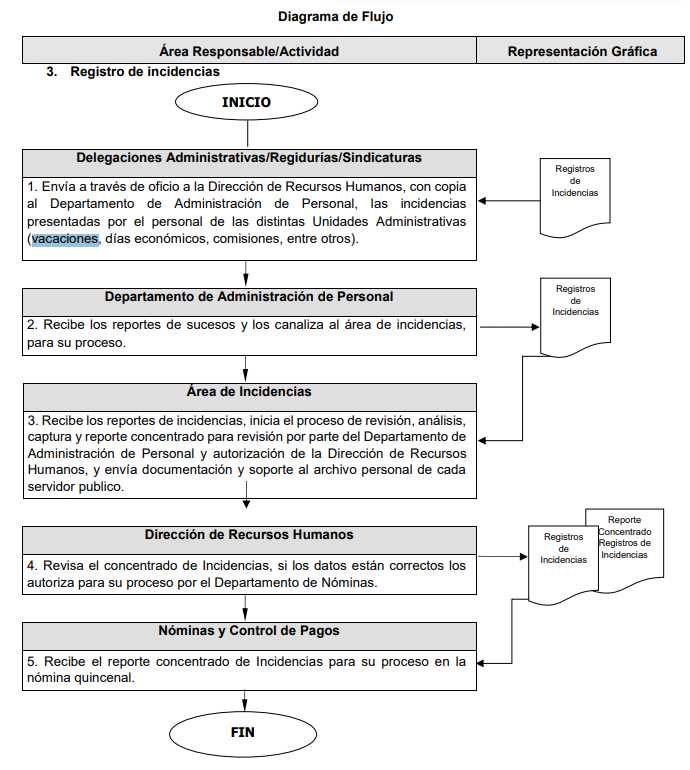 Diagrama de Flujo
Área Responsable/Actividad
Representación Gráfica
3. Registro de incidencias
INICIO
Delegaciones Administrativas/Regidurías/Sindicaturas
1. Envía a través de oficio a la Dirección de Recursos Humanos, con copia
al Departamento de Administración de Personal, las incidencias
presentadas por el personal de las distintas Unidades Administrativas
(vacaciones, días económicos, comisiones, entre otros).
Registros
de
Incidencias
Departamento de Administración de Personal
2. Recibe los reportes de sucesos y los canaliza al área de incidencias,
para su proceso.
Registros
de
Incidencias
Área de Incidencias
3. Recibe los reportes de incidencias, inicia el proceso de revisión, análisis,
captura y reporte concentrado para revisión por parte del Departamento de
Administración de Personal y autorización de la Dirección de Recursos
Humanos, y envía documentación y soporte al archivo personal de cada
servidor publico.
Dirección de Recursos Humanos
4. Revisa el concentrado de Incidencias, si los datos están correctos los
autoriza para su proceso por el Departamento de Nóminas.
Registros
de
Incidencias
Reporte
Concentrado
Registros de
Incidencias
Nóminas y Control de Pagos
5. Recibe el reporte concentrado de Incidencias para su proceso en la
nómina quincenal.
FIN